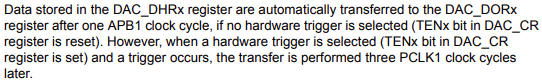 Data stored in the DAC_DHRx register are automatically transferred to the DAC_DORx
register after one APB1 clock cycle, if no hardware trigger is selected (TENx bit in DAC_CR
register is reset). However, when a hardware trigger is selected (TENx bit in DAC_CR
register is set) and a trigger occurs, the transfer is performed three PCLK1 clock cycles
later.